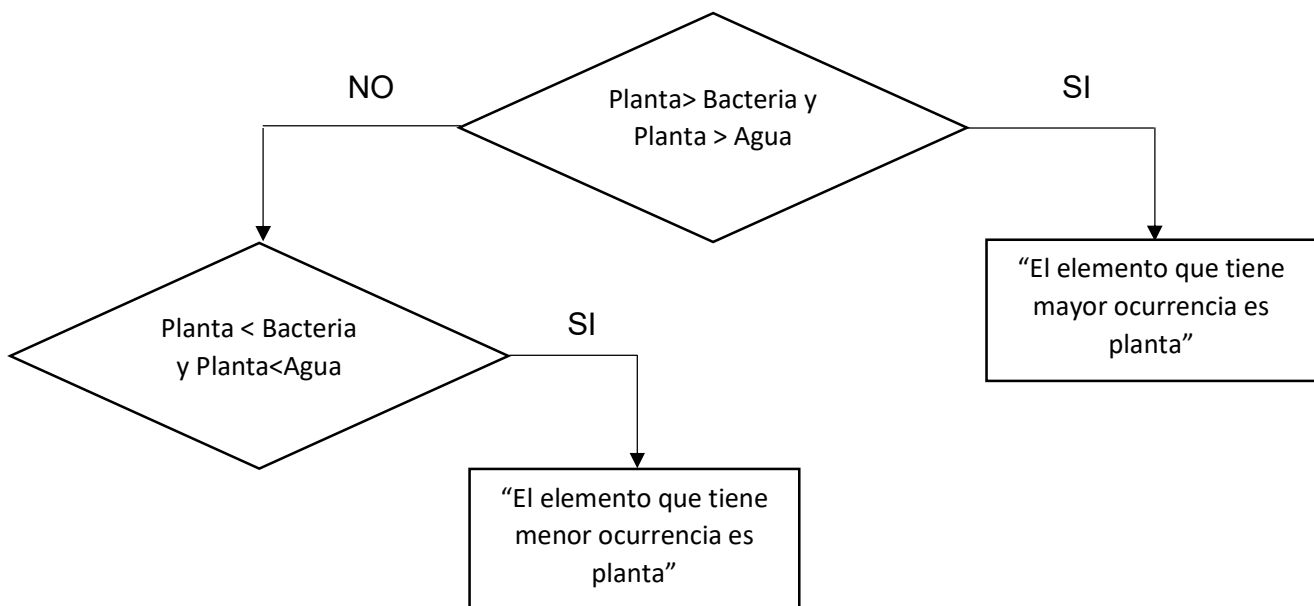 NO
Planta> Bacteria y
Planta > Agua
SI
“El elemento que tiene
mayor ocurrencia es
planta”
Planta < Bacteria
y Planta<Agua
SI
“El elemento que tiene
menor ocurrencia es
planta”